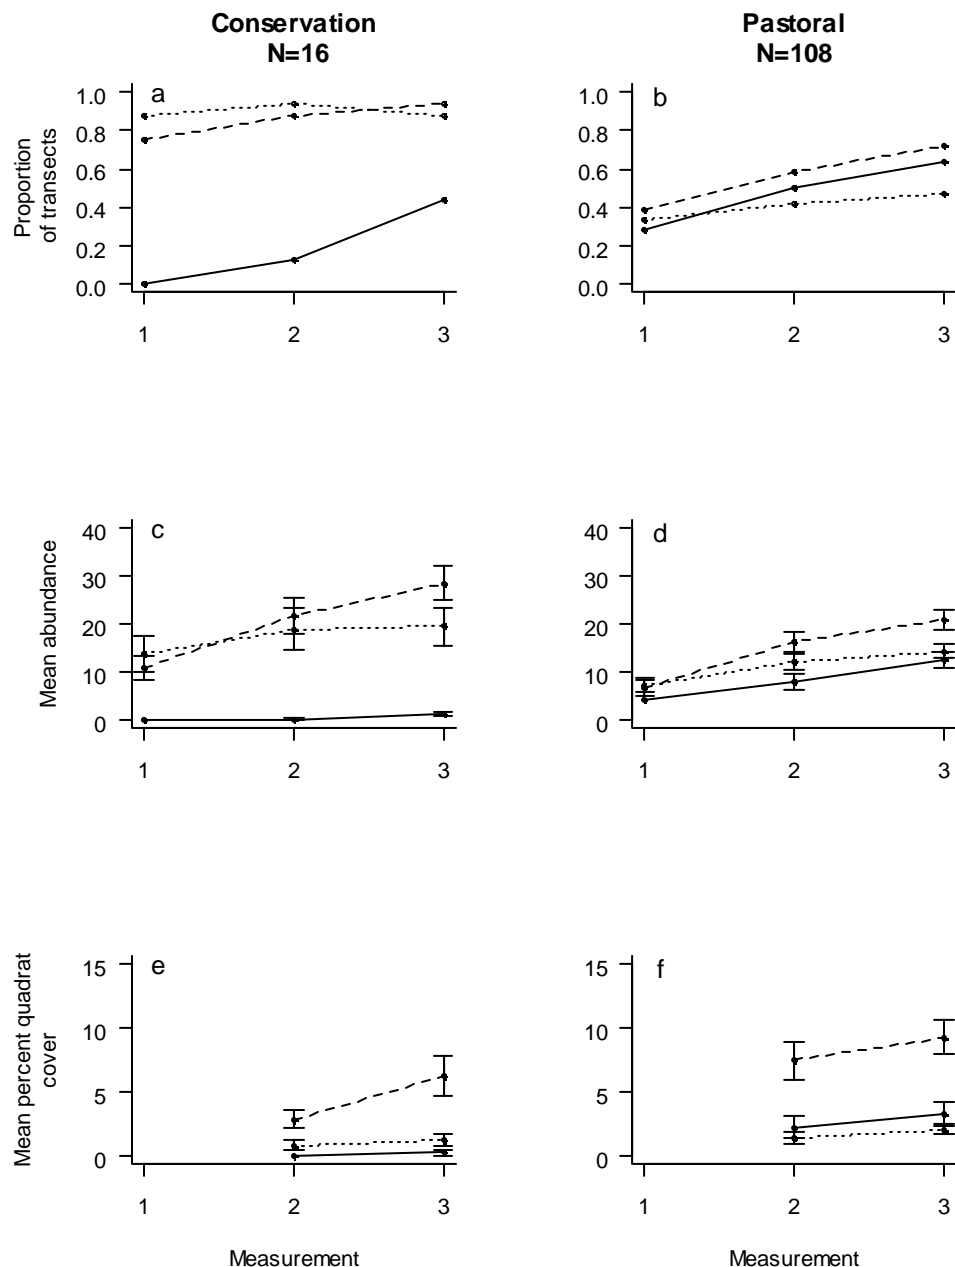 Conservation
N=16
Pastoral
N=108
Proportion
of transects
a
1.0
0.8
0.6
0.4
0.2
0.0
1 2 3
b
1.0
0.8
0.6
0.4
0.2
0.0
1 2 3
Mean abundance
c
40
30
20
10
0
1 2 3
d
40
30
20
10
0
1 2 3
Mean percent quadrat
cover
e
15
10
5
0
1 2 3
Measurement
f
15
10
5
0
1 2 3
Measurement